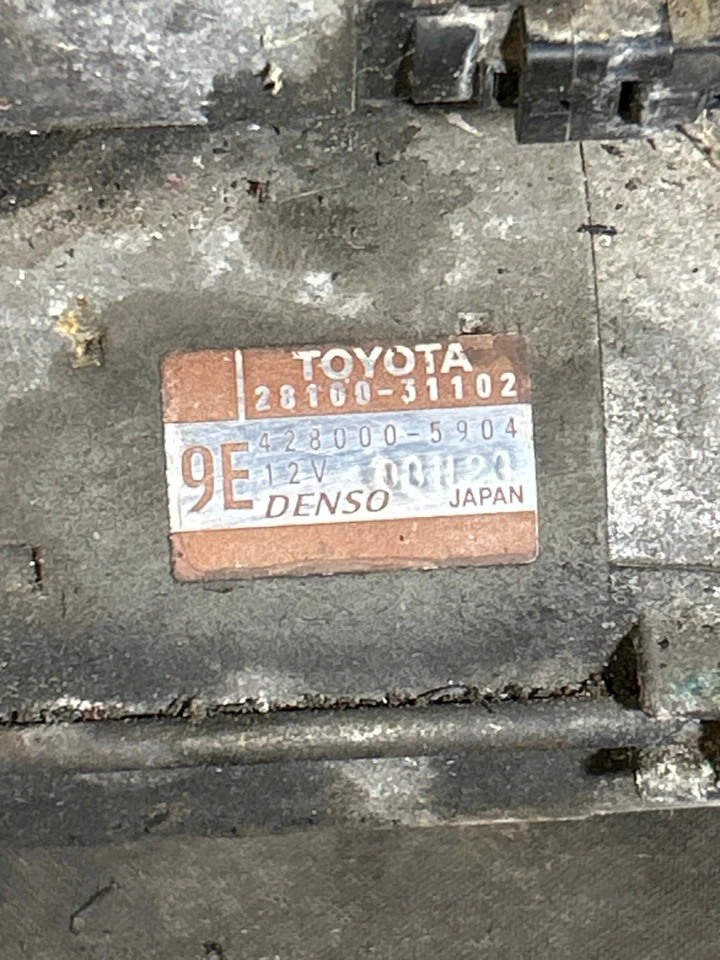 TOYOTA
28100-31102
428000-5904
9E 12V
DENSO JAPAN